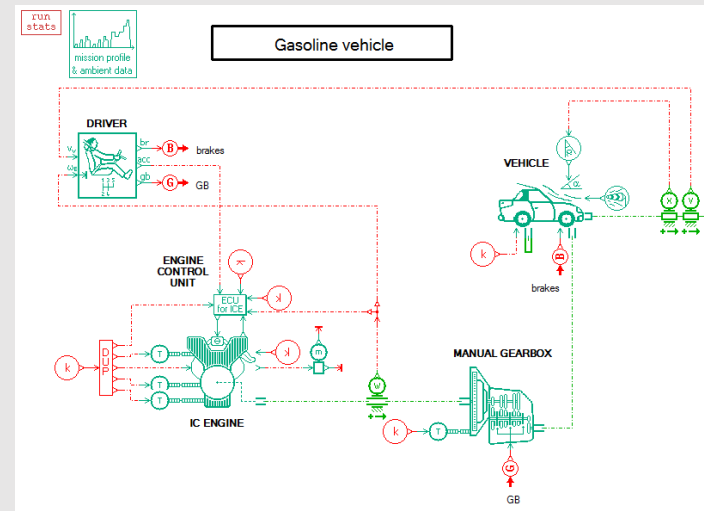 run
stats
mission profile
& ambient data
Gasoline vehicle
DRIVER
br
acc
gb
B
brakes
G
GB
VEHICLE
α
x
v
k
B
brakes
ENGINE
CONTROL
UNIT
k
ECU
for ICE
k
k
m
DUP
k
T
T
T
IC ENGINE
w
MANUAL GEARBOX
k
T
G
GB